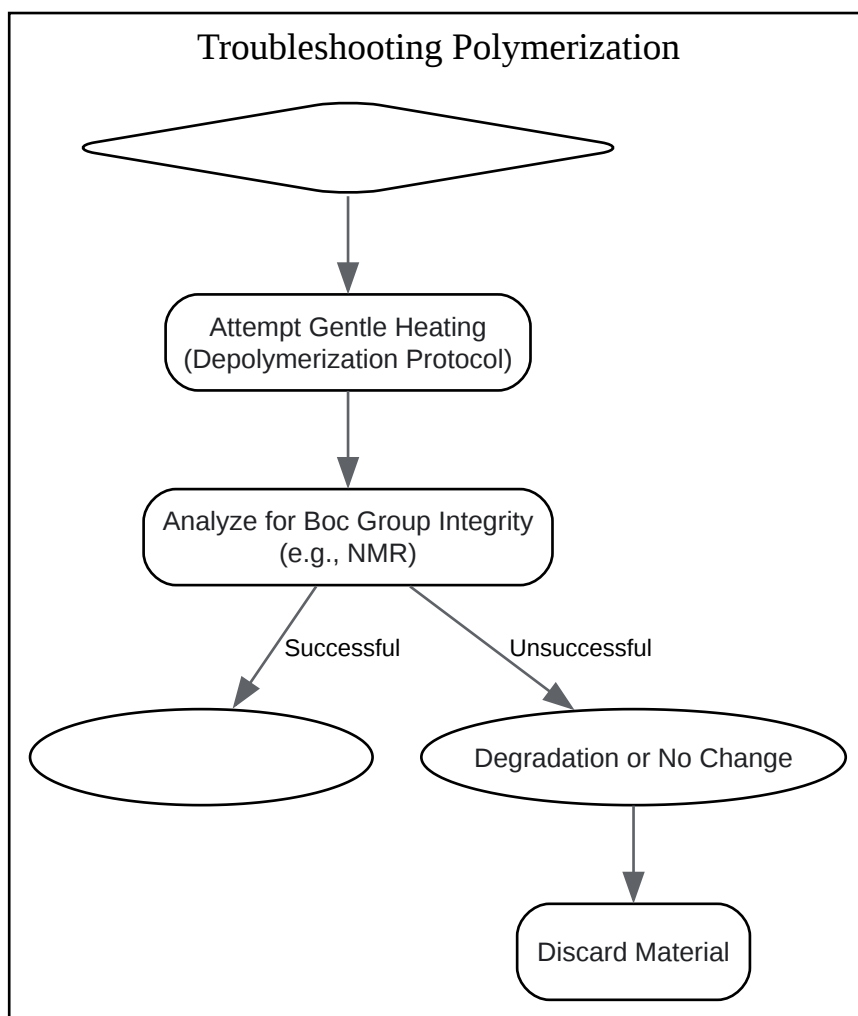 Troubleshooting Polymerization
Attempt Gentle Heating
(Depolymerization Protocol)
Analyze for Boc Group Integrity
(e.g., NMR)
Successful
Unsuccessful
Degradation or No Change
Discard Material